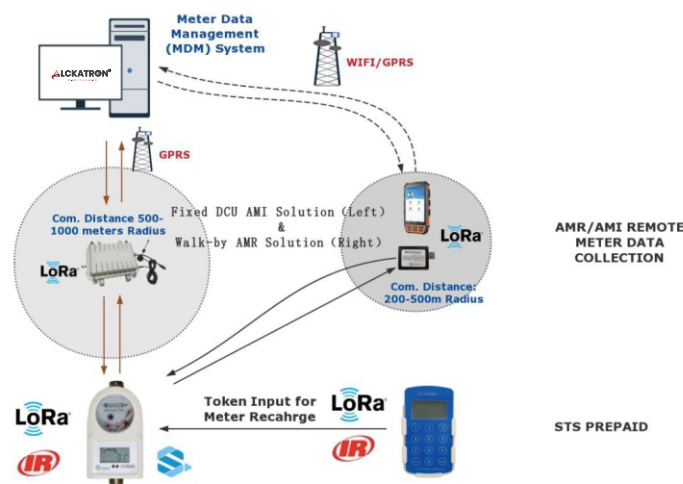 Meter Data
Management
(MDM) System
ALCKATRON®
WIFI/GPRS
GPRS
Com. Distance 500-
1000 meters Radius
Fixed DCU AMI Solution (Left)
&
Walk-by AMR Solution (Right)
LoRa
LoRa
Com. Distance:
200-500m Radius
AMR/AMI REMOTE
METER DATA
COLLECTION
LoRa
IR
Token Input for
Meter Recahrge
LoRa
IR
STS PREPAID